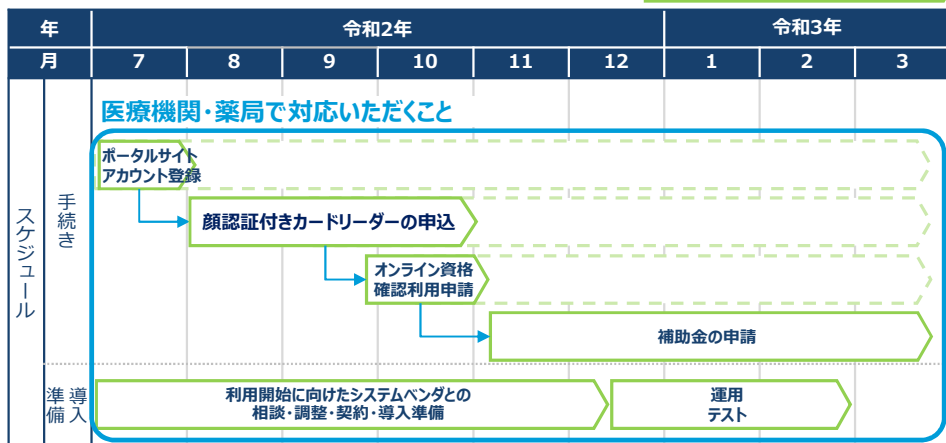 年 令和2年 令和3年
月 7 8 9 10 11 12 1 2 3
スケジュール
手続き
医療機関・薬局で対応いただくこと
ポータルサイト
アカウント登録
顔認証付きカードリーダーの申込
オンライン資格
確認利用申請
補助金の申請
導入
準備
利用開始に向けたシステムベンダとの
相談・調整・契約・導入準備
運用
テスト